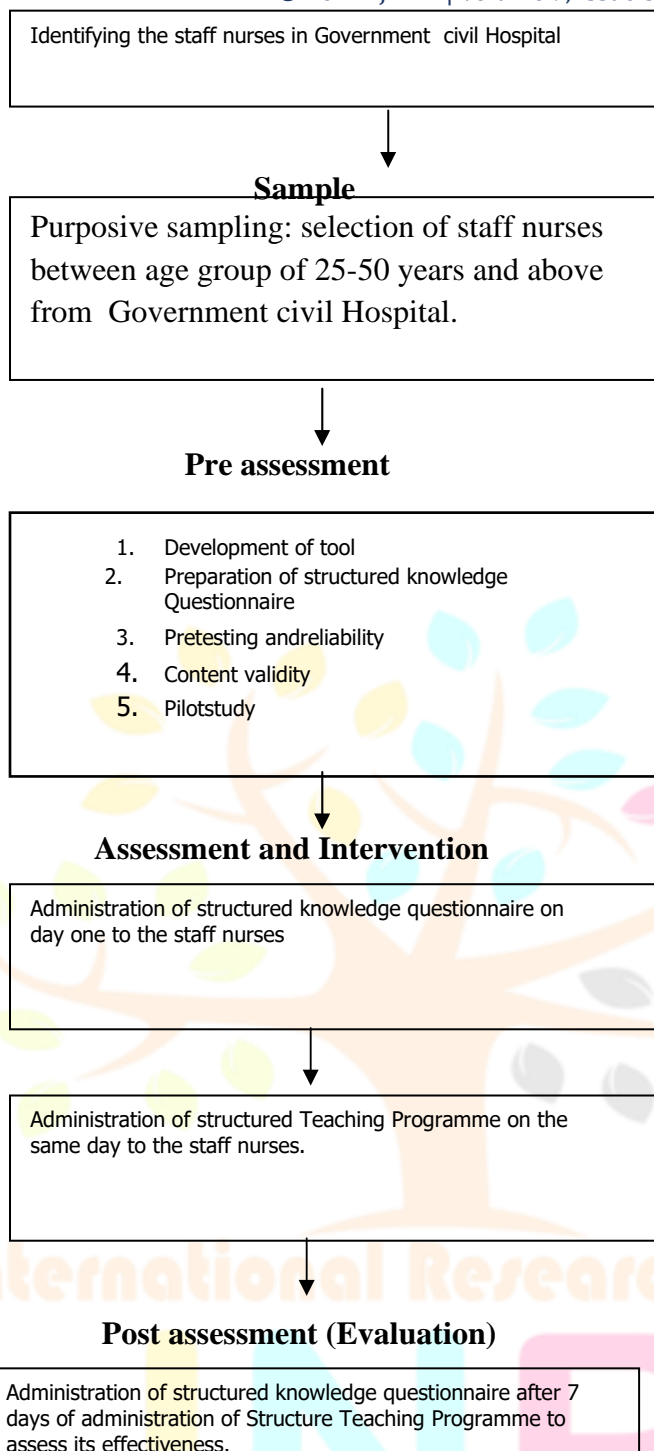 Identifying the staff nurses in Government civil Hospital
Sample
Purposive sampling: selection of staff nurses
between age group of 25-50 years and above
from Government civil Hospital.
Pre assessment
1. Development of tool
2. Preparation of structured knowledge
Questionnaire
3. Pretesting andreliability
4. Content validity
5. Pilotstudy
Assessment and Intervention
Administration of structured knowledge questionnaire on
day one to the staff nurses
Administration of structured Teaching Programme on the
same day to the staff nurses.
International Research
Post assessment (Evaluation)
Administration of structured knowledge questionnaire after 7
days of administration of Structure Teaching Programme to
assess its effectiveness.